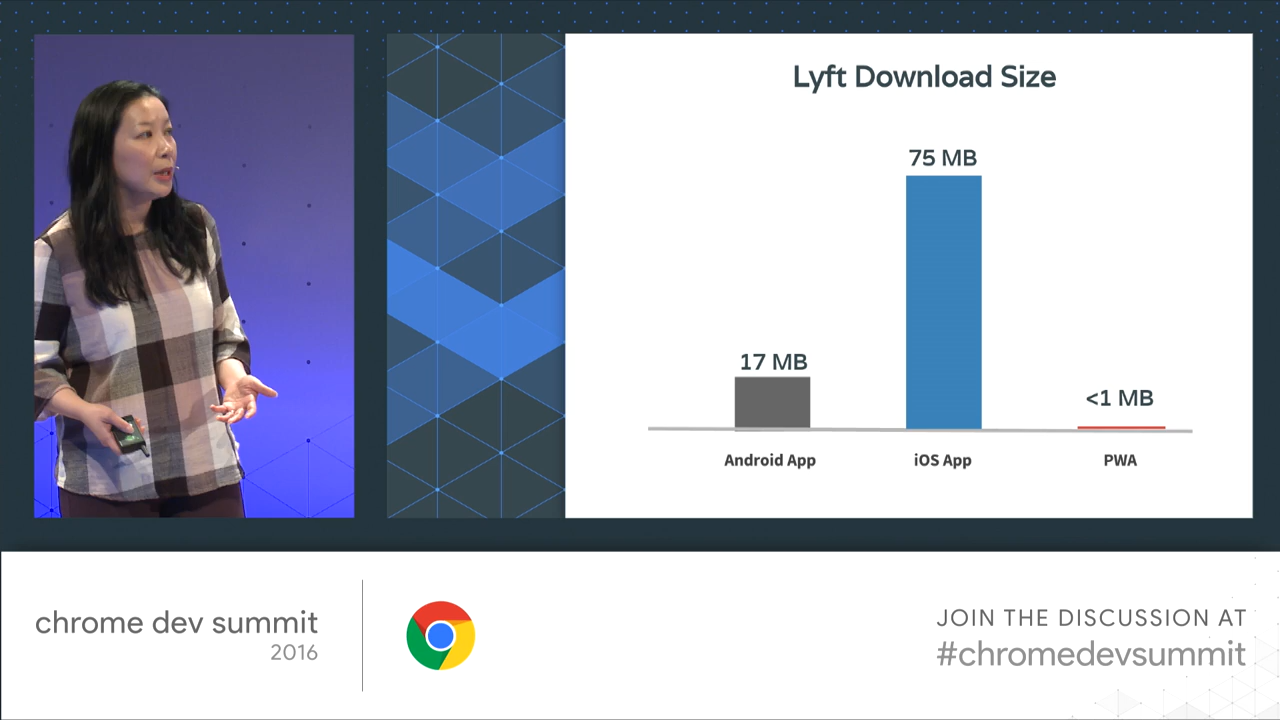 Lyft Download Size
75 MB
17 MB
<1 MB
Android App
iOS App
PWA
chrome dev summit
2016
JOIN THE DISCUSSION AT
#chromedevsummit